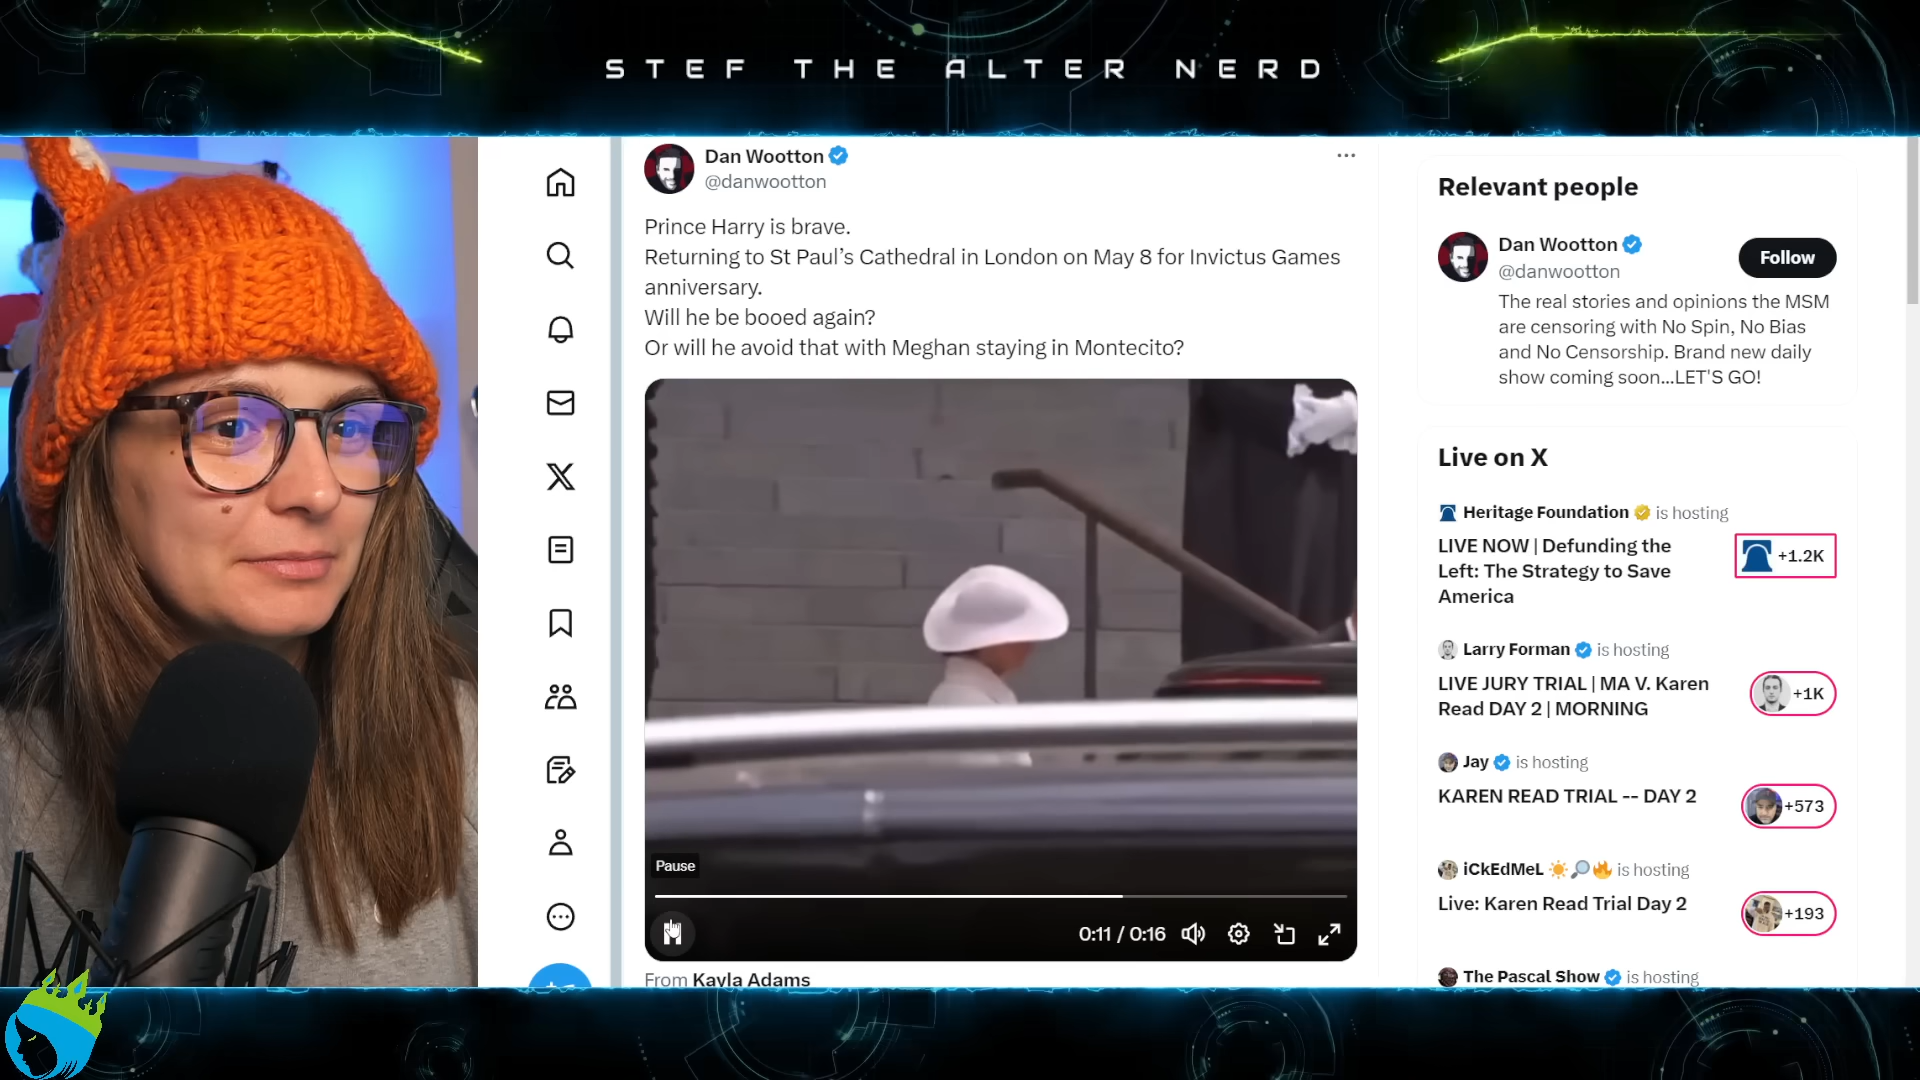 STEF THE ALTER NERD
Dan Wootton
@danwootton
Prince Harry is brave.
Returning to St Paul’s Cathedral in London on May 8 for Invictus Games
anniversary.
Will he be booed again?
Or will he avoid that with Meghan staying in Montecito?
Pause
0:11 / 0:16
From Kayla Adams
Relevant people
Dan Wootton
@danwootton
Follow
The real stories and opinions the MSM
are censoring with No Spin, No Bias
and No Censorship. Brand new daily
show coming soon...LET'S GO!
Live on X
Heritage Foundation is hosting
LIVE NOW | Defunding the
Left: The Strategy to Save
America
+1.2K
Larry Forman is hosting
LIVE JURY TRIAL | MA V. Karen
Read DAY 2 | MORNING
+1K
Jay is hosting
KAREN READ TRIAL -- DAY 2
+573
iCkEdMeL ☀️🔎🔥 is hosting
Live: Karen Read Trial Day 2
+193
The Pascal Show is hosting